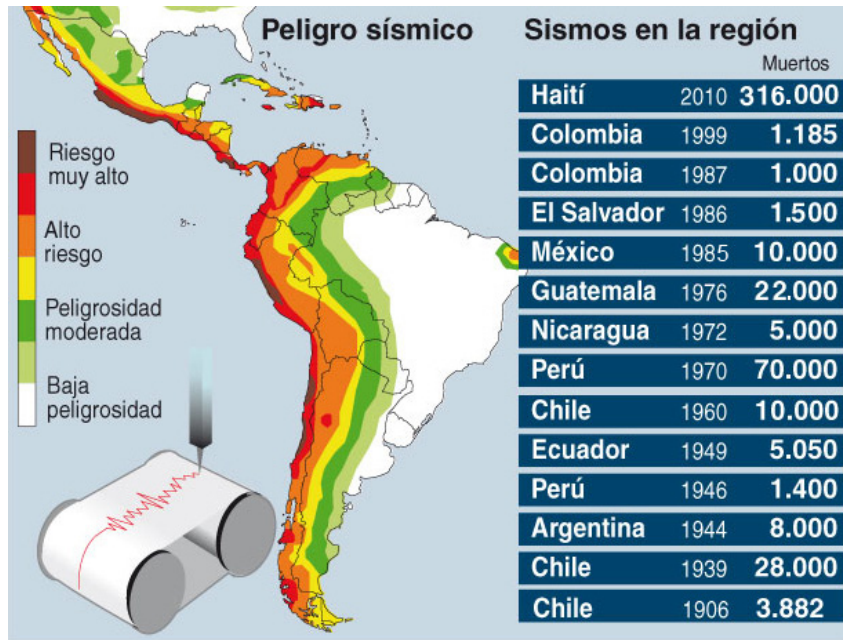 Peligro sísmico
Riesgo
muy alto
Alto
riesgo
Peligrosidad
moderada
Baja
peligrosidad
Sismos en la región
Muertos
Haití 2010 316.000
Colombia 1999 1.185
Colombia 1987 1.000
El Salvador 1986 1.500
México 1985 10.000
Guatemala 1976 22.000
Nicaragua 1972 5.000
Perú 1970 70.000
Chile 1960 10.000
Ecuador 1949 5.050
Perú 1946 1.400
Argentina 1944 8.000
Chile 1939 28.000
Chile 1906 3.882